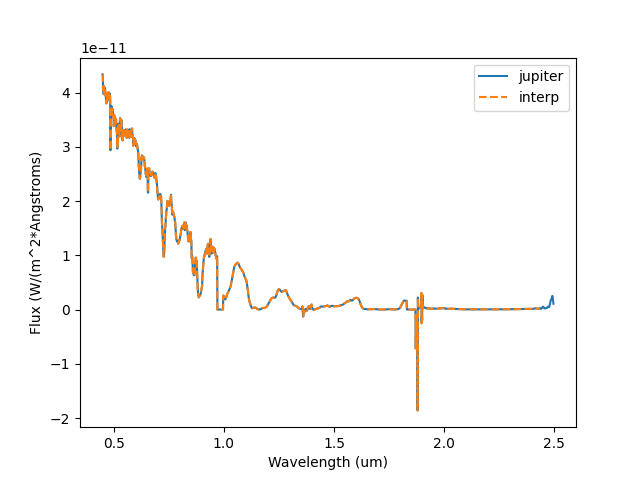 1e−11
jupiter
interp
4
3
2
1
0
−1
−2
Flux (W/(m^2*Angstroms)
0.5 1.0 1.5 2.0 2.5
Wavelength (um)